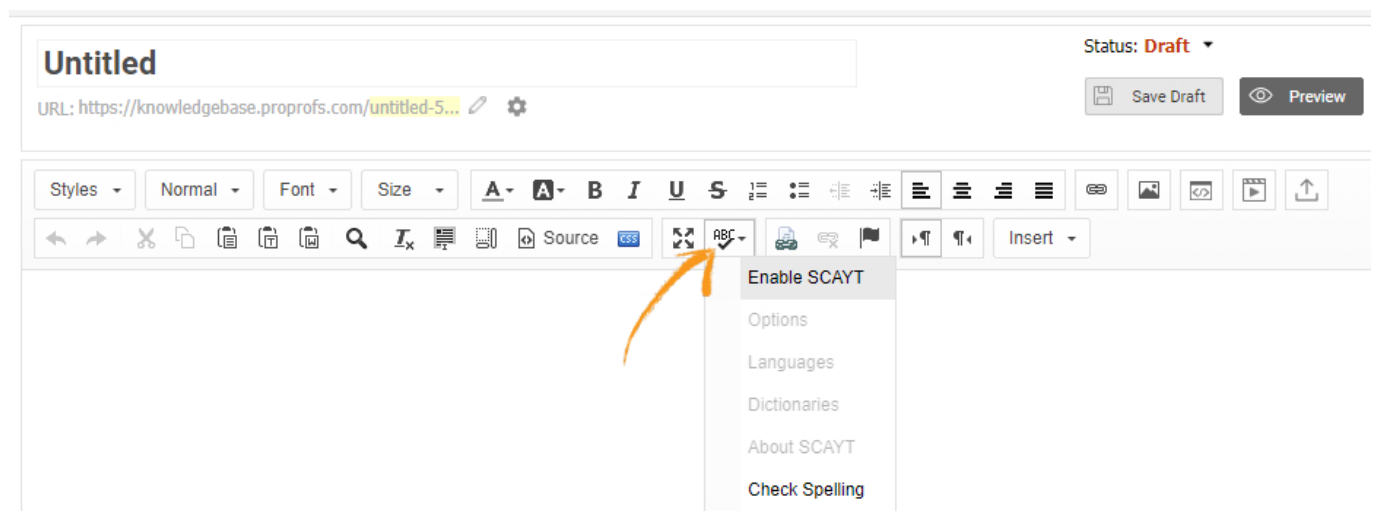 Untitled
Status: Draft
URL: https://knowledgebase.proprofs.com/untitled-5...
Save Draft
Preview
Styles Normal Font Size A A B I U S
Source css ABC Insert
Enable SCAYT
Options
Languages
Dictionaries
About SCAYT
Check Spelling